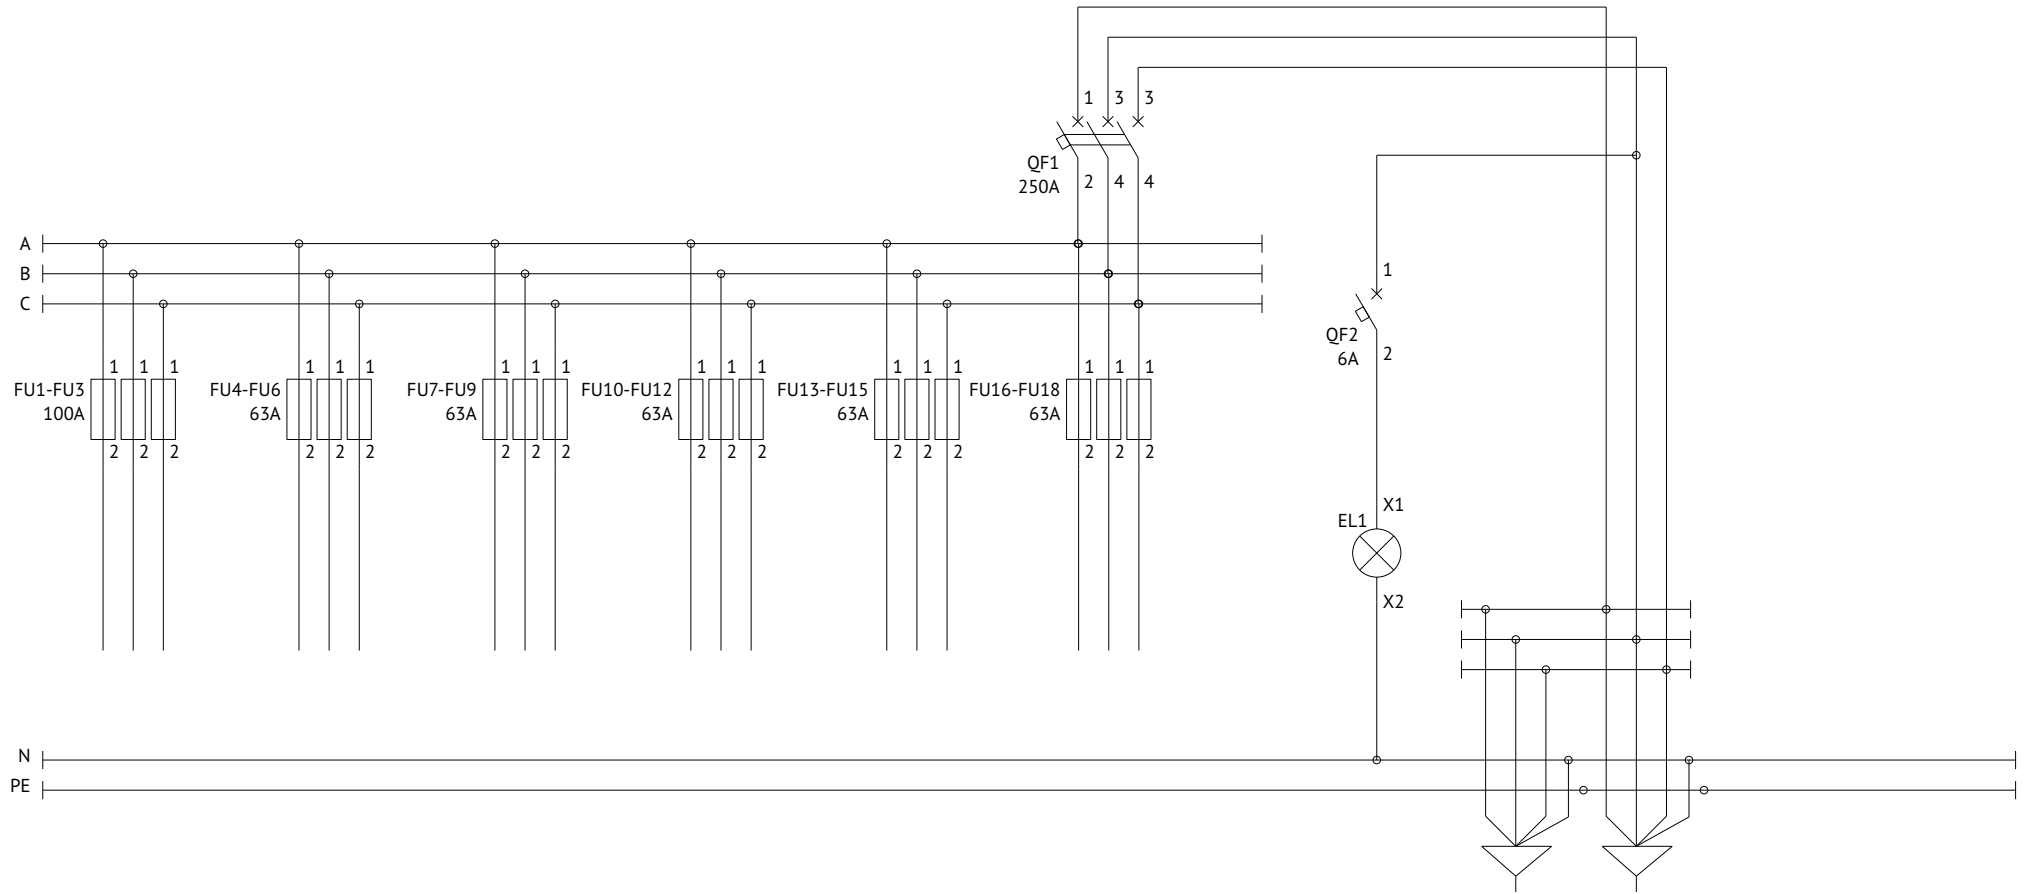 1 3 3
QF1
250A
2 4 4
A
B
C
1
QF2
6A
2
1 1 1 1 1 1 1 1 1 1 1 1 1 1 1 1 1 1
FU1-FU3 FU4-FU6 FU7-FU9 FU10-FU12 FU13-FU15 FU16-FU18
100A 63A 63A 63A 63A 63A
2 2 2 2 2 2 2 2 2 2 2 2 2 2 2 2 2 2
X1
EL1
X2
N
PE